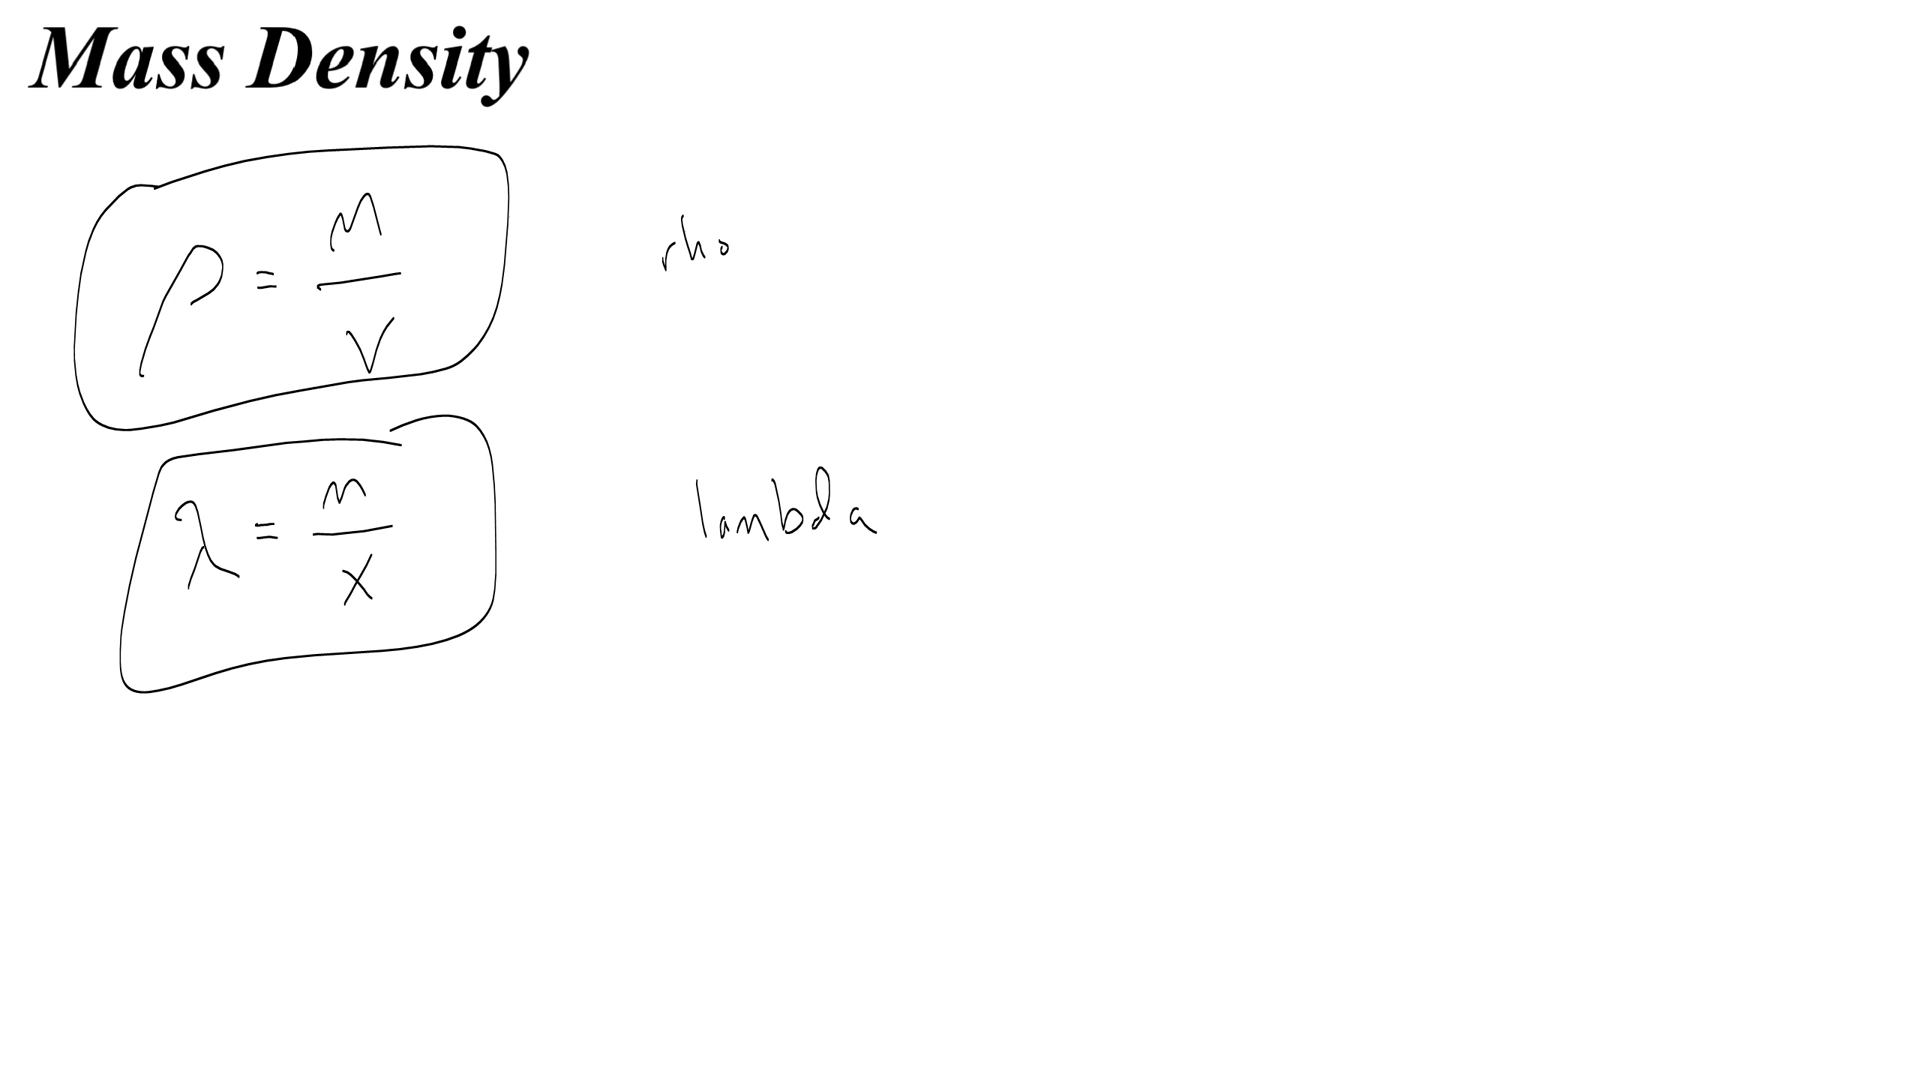 Mass Density
ρ = M/V
rho
λ = m/x
lambda